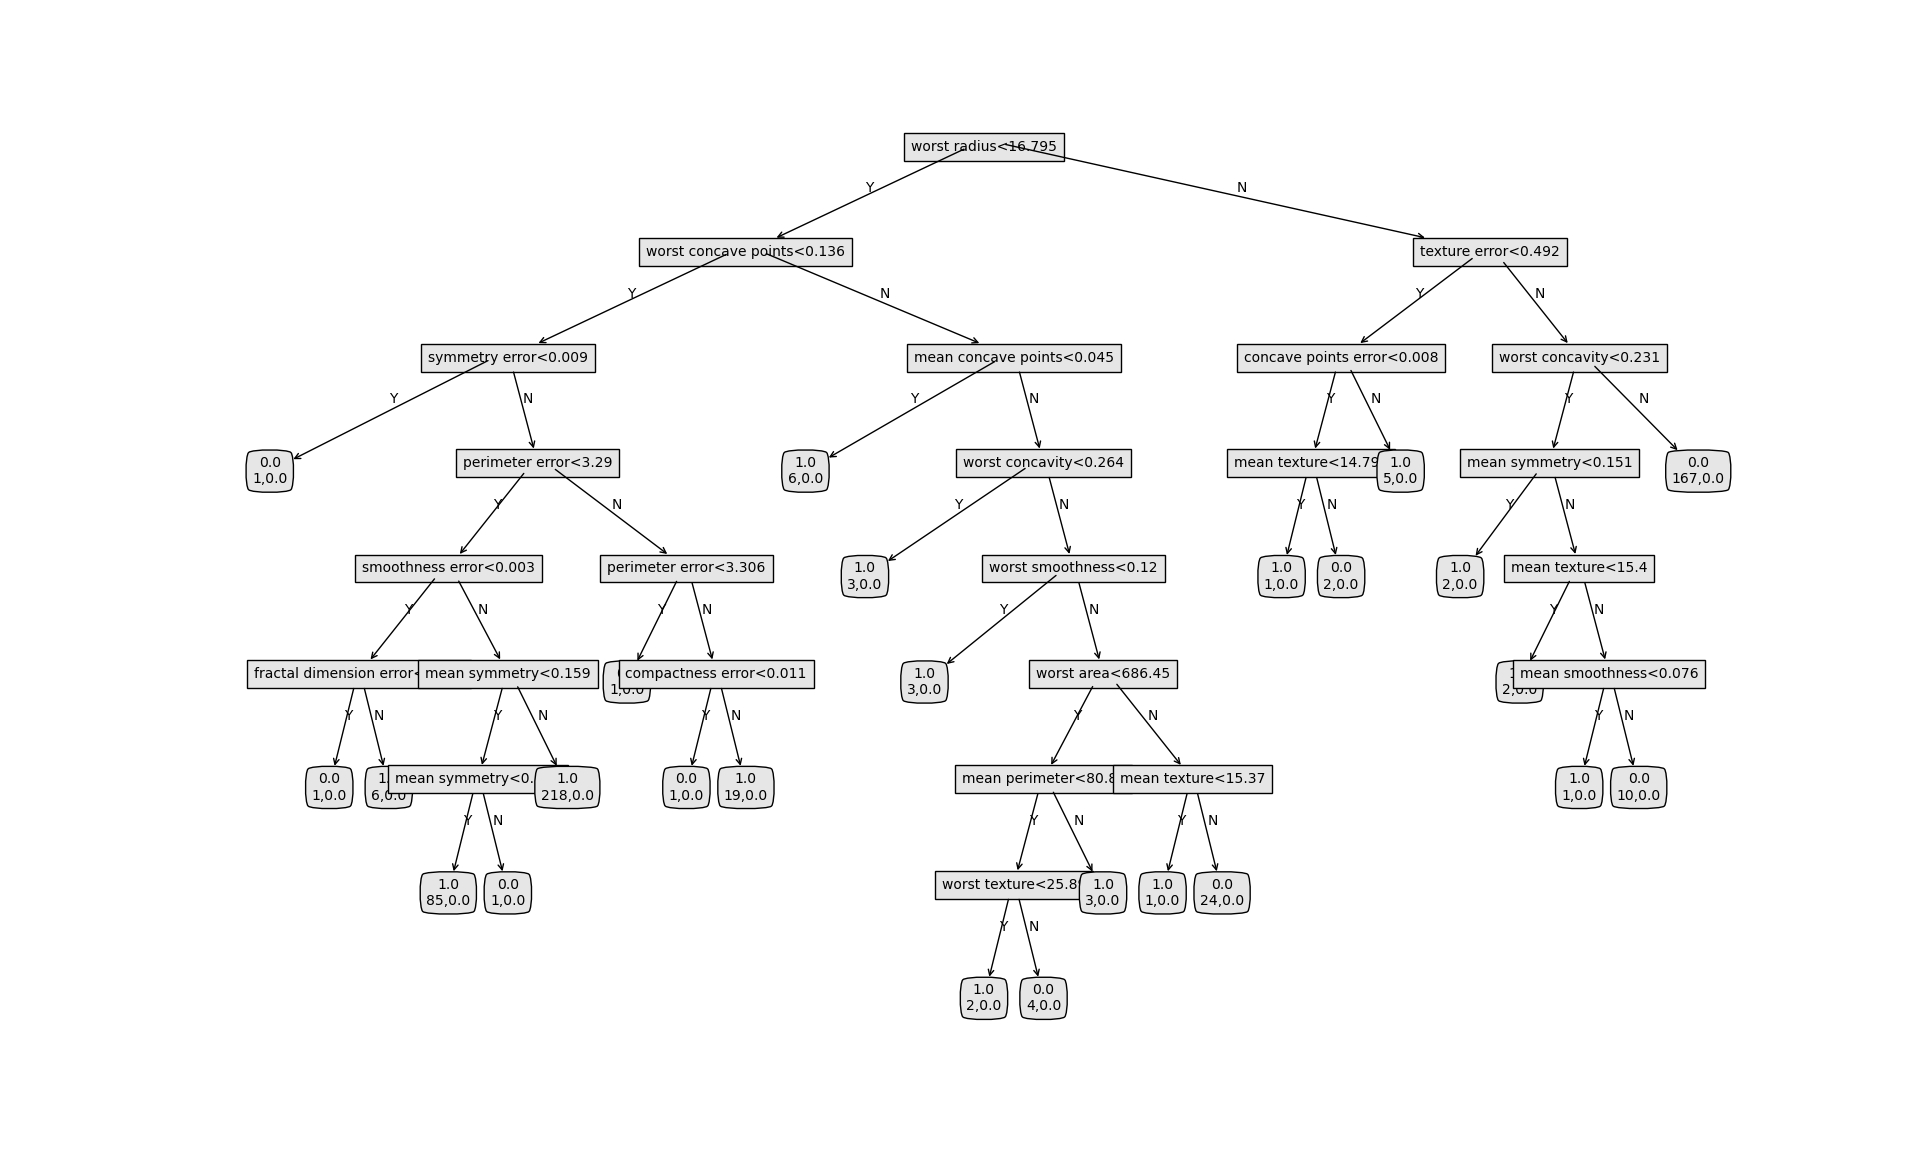 worst radius<16.795
Y
N
worst concave points<0.136
texture error<0.492
Y
N
Y
N
symmetry error<0.009
mean concave points<0.045
concave points error<0.008
worst concavity<0.231
Y
N
Y
N
Y
N
Y
N
0.0
1,0.0
perimeter error<3.29
1.0
6,0.0
worst concavity<0.264
mean texture<14.79
1.0
5,0.0
mean symmetry<0.151
0.0
167,0.0
Y
N
Y
N
Y
N
Y
N
smoothness error<0.003
perimeter error<3.306
1.0
3,0.0
worst smoothness<0.12
1.0
1,0.0
0.0
2,0.0
1.0
2,0.0
mean texture<15.4
Y
N
Y
N
Y
N
Y
N
fractal dimension error<
mean symmetry<0.159
1,0.0
compactness error<0.011
1.0
3,0.0
worst area<686.45
mean smoothness<0.076
Y
N
Y
N
Y
N
Y
N
Y
N
0.0
1,0.0
6,0.0
mean symmetry<0.
1.0
218,0.0
0.0
1,0.0
1.0
19,0.0
mean perimeter<80.8
mean texture<15.37
1.0
1,0.0
0.0
10,0.0
Y
N
Y
N
Y
N
1.0
85,0.0
0.0
1,0.0
worst texture<25.8
1.0
3,0.0
1.0
1,0.0
0.0
24,0.0
Y
N
1.0
2,0.0
0.0
4,0.0